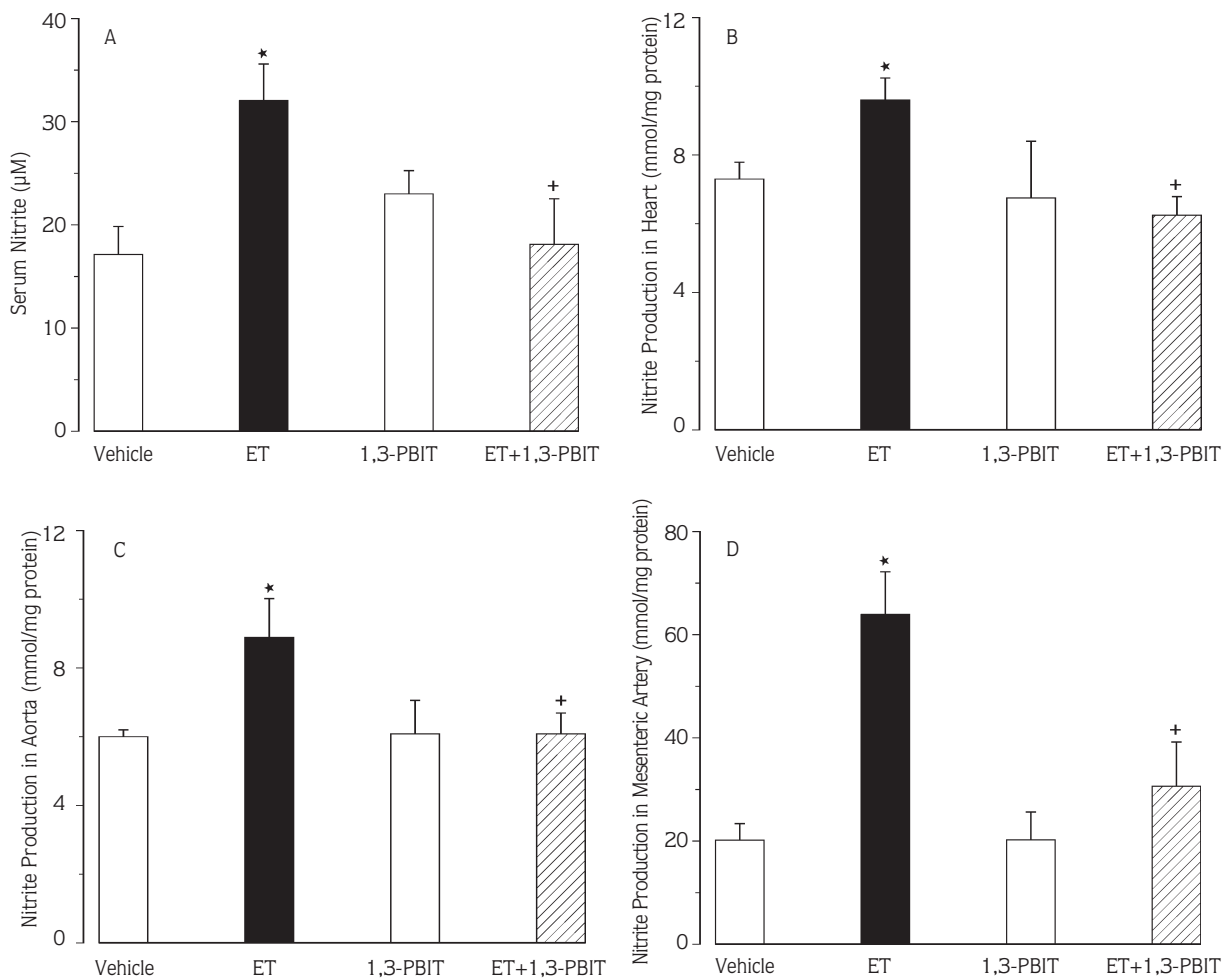 A
Serum Nitrite (µM)
40
30
20
10
0
*
+
Vehicle ET 1,3-PBIT ET+1,3-PBIT
B
Nitrite Production in Heart (mmol/mg protein)
12
8
4
0
*
+
Vehicle ET 1,3-PBIT ET+1,3-PBIT
C
Nitrite Production in Aorta (mmol/mg protein)
12
8
4
0
*
+
Vehicle ET 1,3-PBIT ET+1,3-PBIT
D
Nitrite Production in Mesenteric Artery (mmol/mg protein)
80
60
40
20
0
*
+
Vehicle ET 1,3-PBIT ET+1,3-PBIT